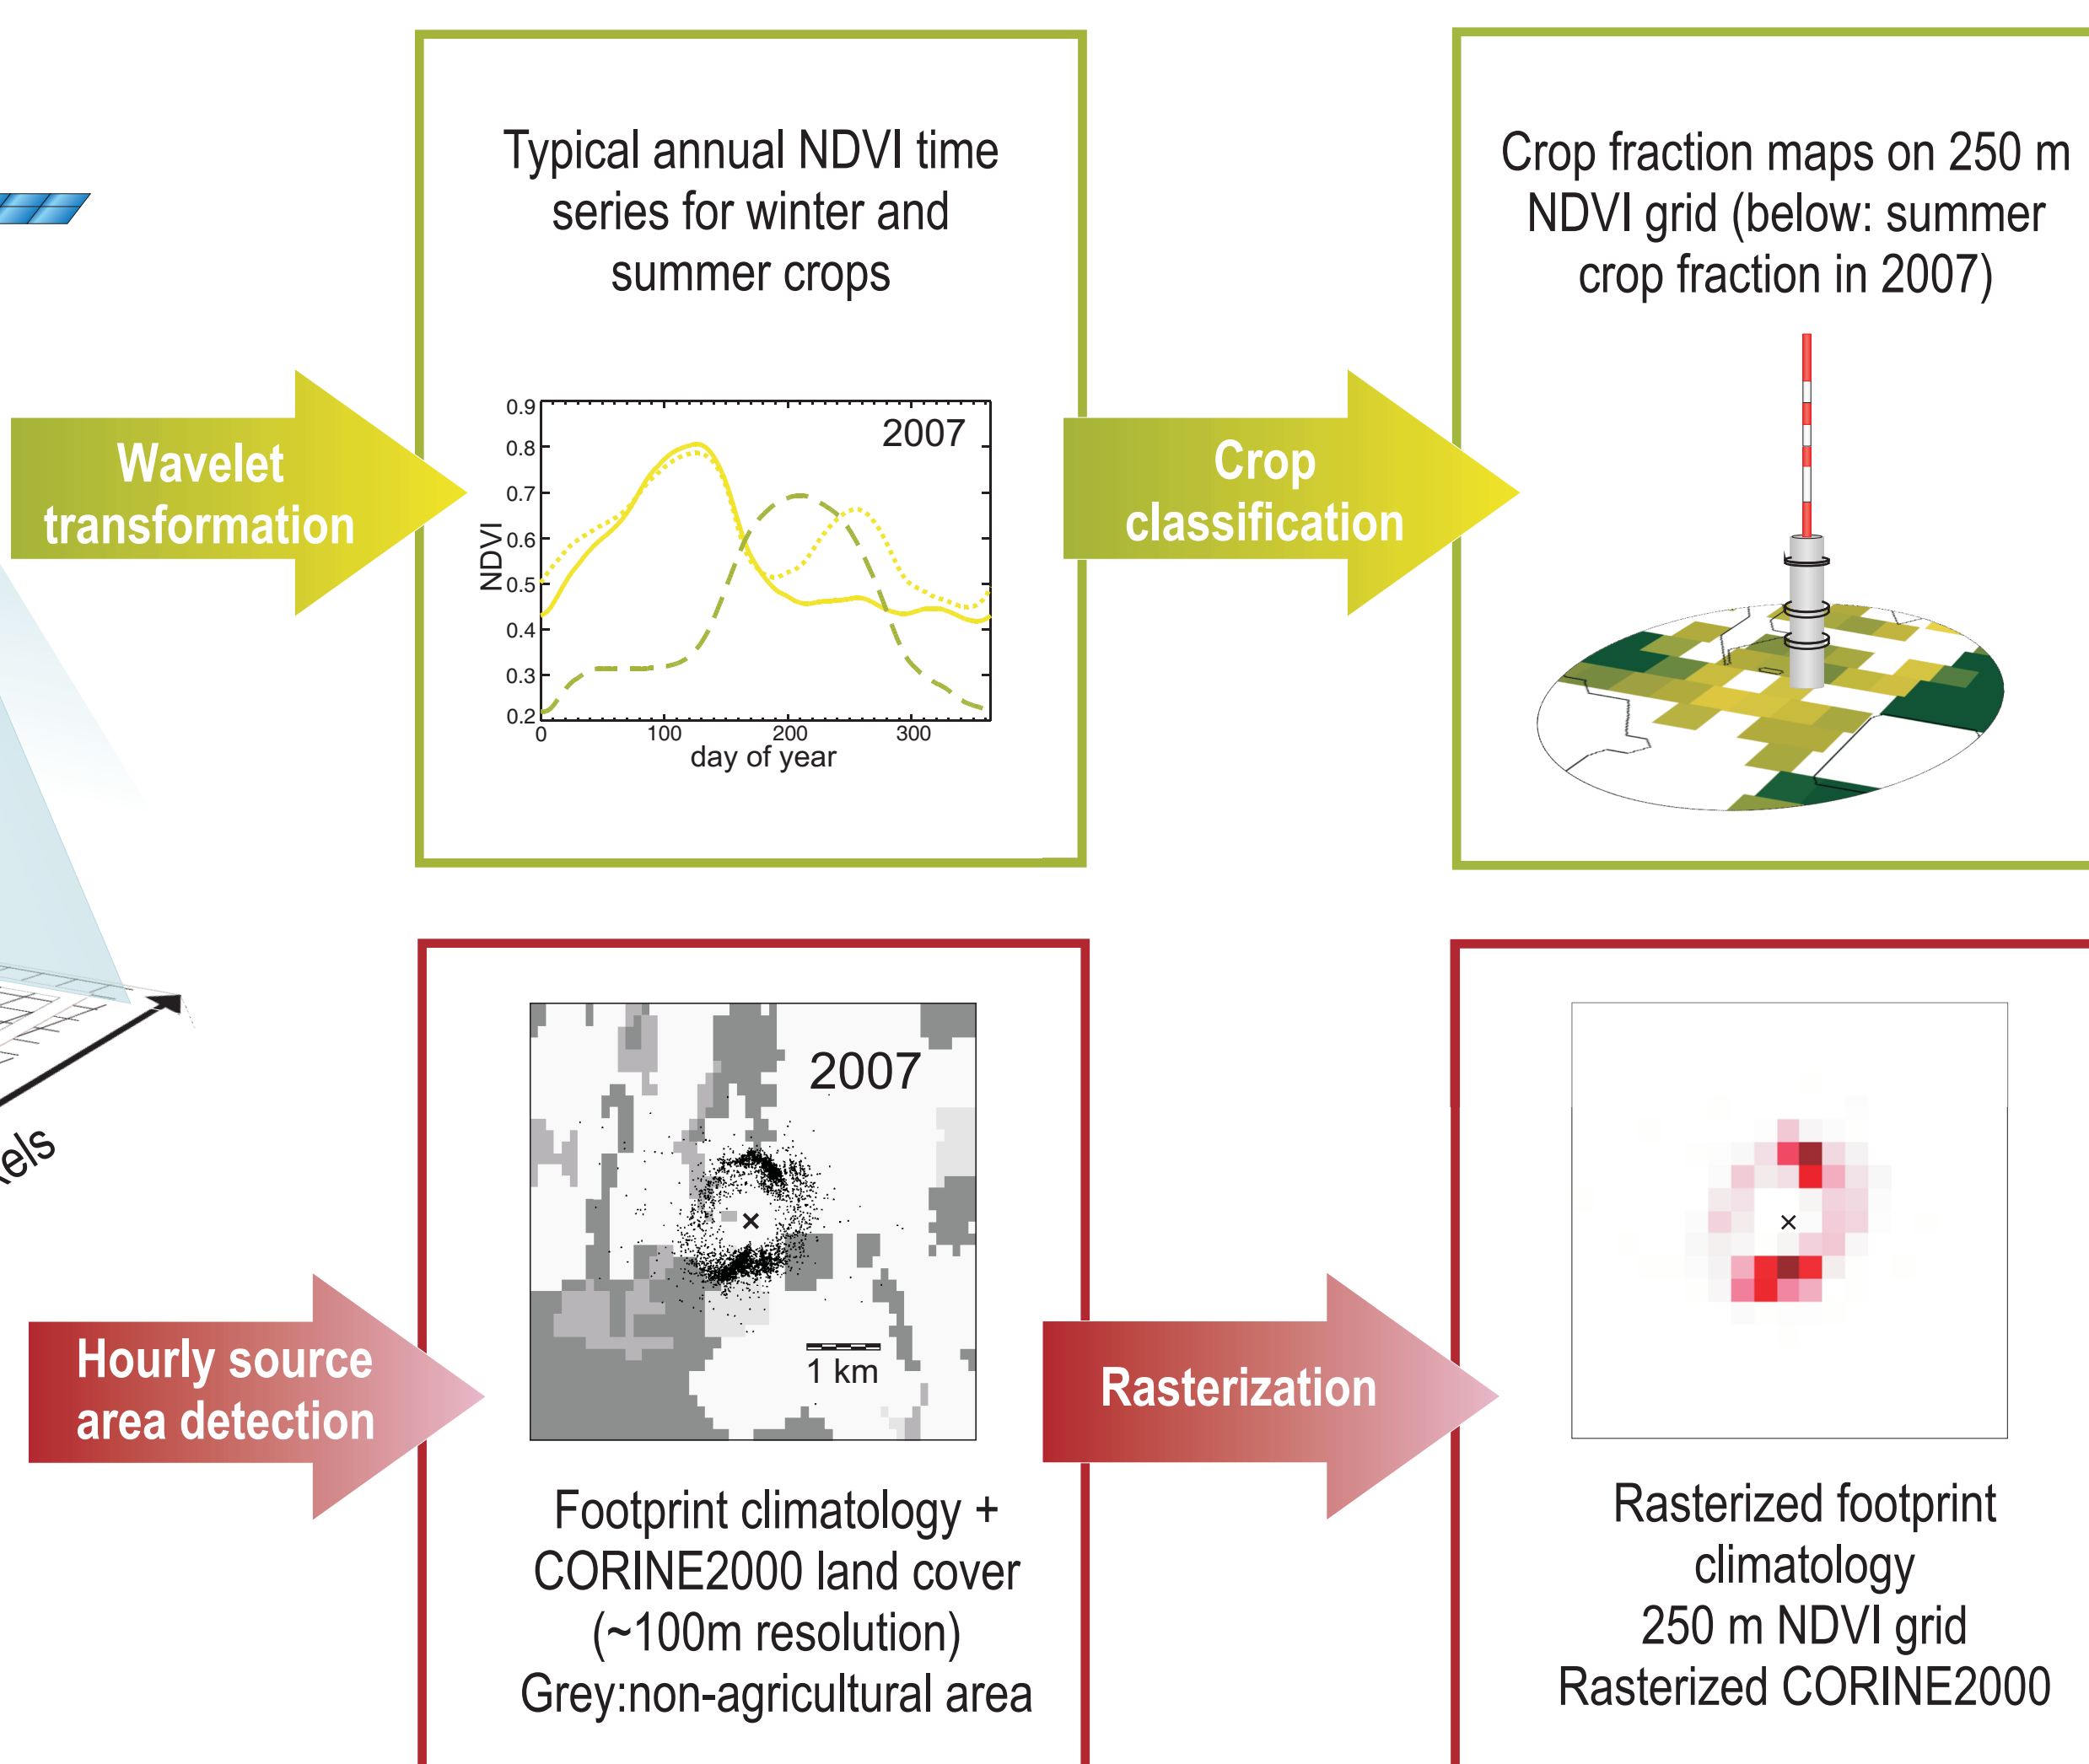 Typical annual NDVI time
series for winter and
summer crops
Crop fraction maps on 250 m
NDVI grid (below: summer
crop fraction in 2007)
Wavelet
transformation
0.9
0.8
0.7
0.6
0.5
0.4
0.3
0.2
NDVI
2007
0
100
200
300
day of year
Crop
classification
Hourly source
area detection
2007
1 km
Footprint climatology +
CORINE2000 land cover
(~100m resolution)
Grey:non-agricultural area
Rasterization
Rasterized footprint
climatology
250 m NDVI grid
Rasterized CORINE2000